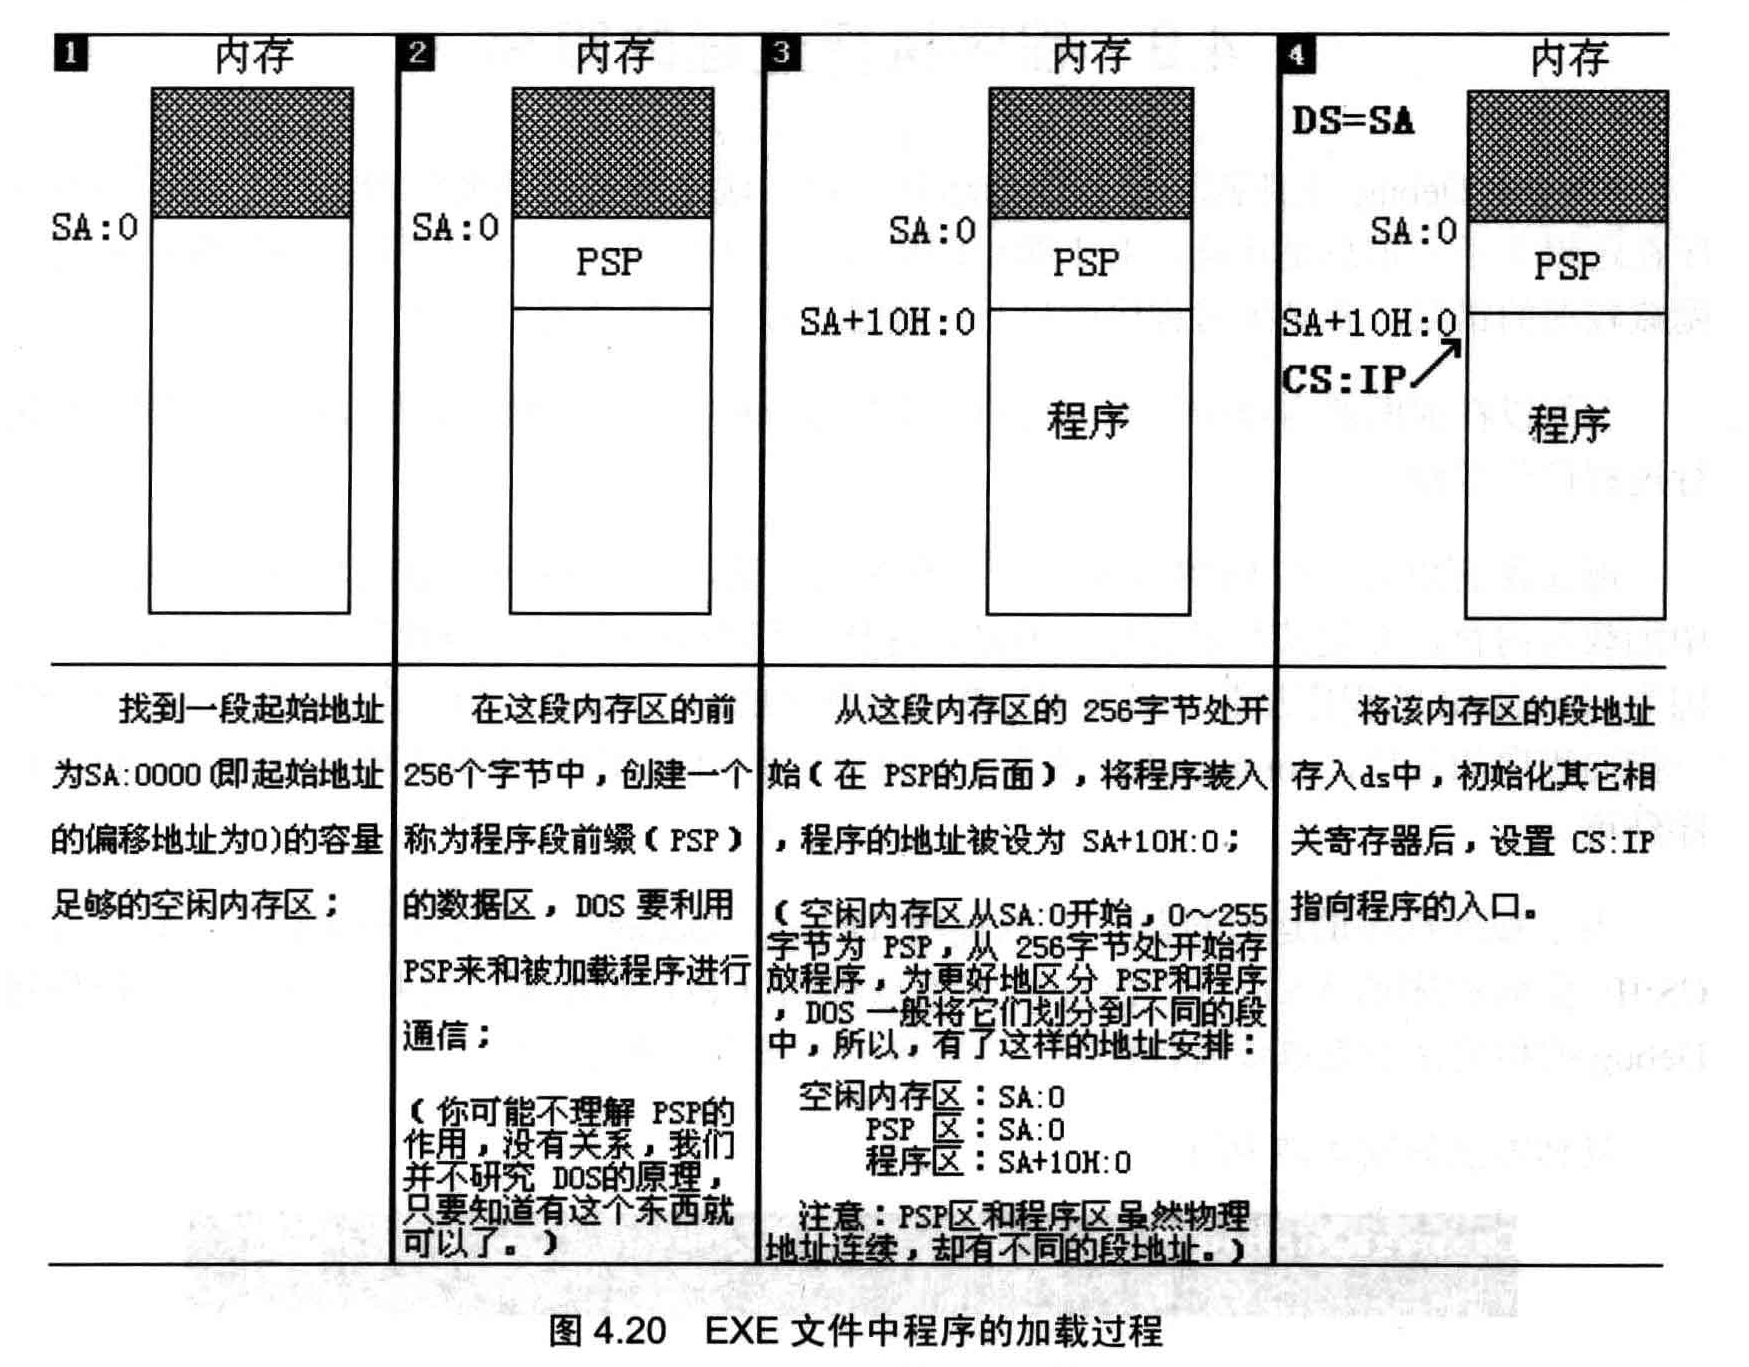 1
内存
SA:0
找到一段起始地址
为SA:0000(即起始地址
的偏移地址为0)的容量
足够的空闲内存区；
2
内存
SA:0
PSP
在这段内存区的前
256个字节中，创建一个
称为程序段前缀（PSP）
的数据区，DOS 要利用
PSP来和被加载程序进行
通信；
（你可能不理解 PSP的
作用，没有关系，我们
并不研究 DOS的原理，
只要知道有这个东西就
可以了。）
3
内存
SA:0
PSP
SA+10H:0
程序
从这段内存区的 256字节处开
始（在 PSP的后面），将程序装入
，程序的地址被设为 SA+10H:0；
（空闲内存区从SA:0开始，0～255
字节为 PSP，从 256字节处开始存
放程序，为更好地区分 PSP和程序
，DOS 一般将它们划分到不同的段
中，所以，有了这样的地址安排：
空闲内存区：SA:0
PSP 区：SA:0
程序区：SA+10H:0
注意：PSP区和程序区虽然物理
地址连续，却有不同的段地址。）
4
内存
DS=SA
SA:0
PSP
SA+10H:0
CS:IP
程序
将该内存区的段地址
存入ds中，初始化其它相
关寄存器后，设置 CS:IP
指向程序的入口。
图 4.20 EXE 文件中程序的加载过程